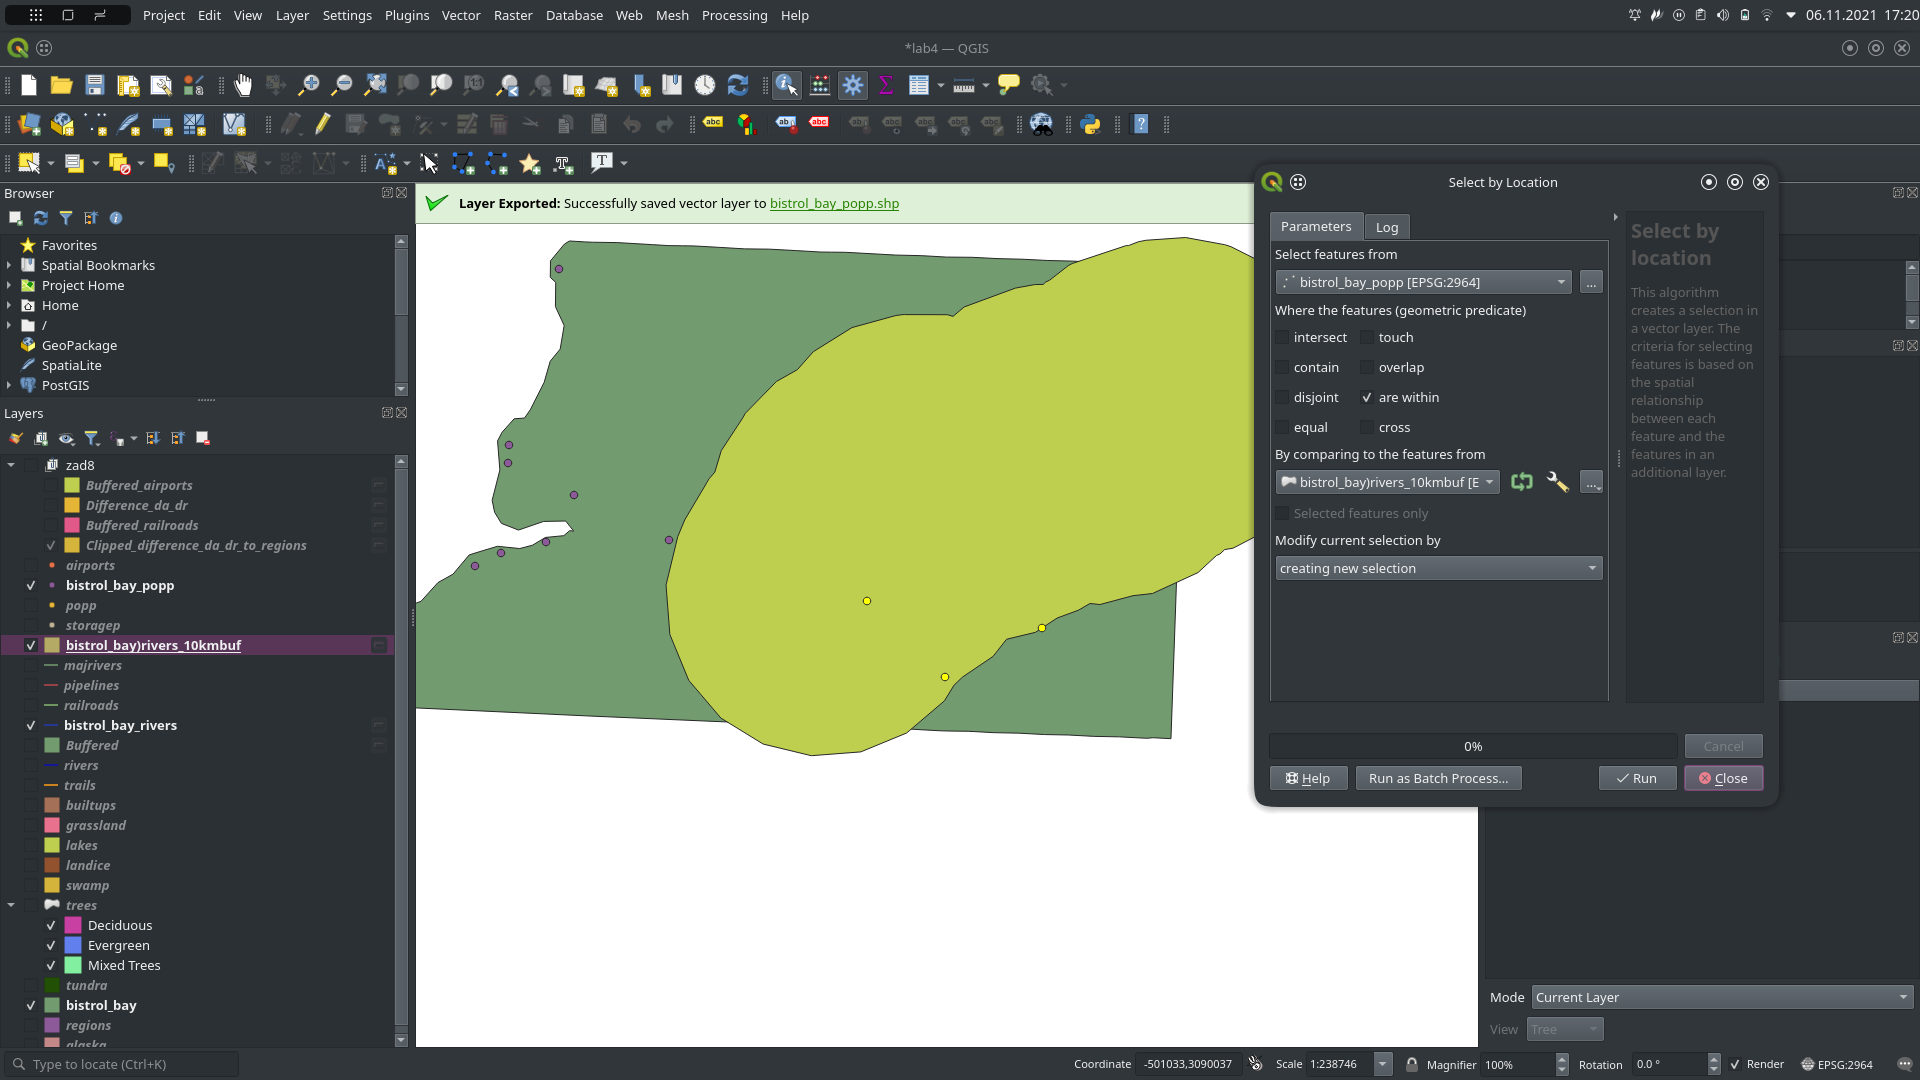 Project Edit View Layer Settings Plugins Vector Raster Database Web Mesh Processing Help
06.11.2021 17:20
*lab4 — QGIS
Browser
Favorites
Spatial Bookmarks
Project Home
Home
/
GeoPackage
SpatiaLite
PostGIS
Layers
zad8
Buffered_airports
Difference_da_dr
Buffered_railroads
Clipped_difference_da_dr_to_regions
airports
bistrol_bay_popp
popp
storagep
bistrol_bay)rivers_10kmbuf
majrivers
pipelines
railroads
bistrol_bay_rivers
Buffered
rivers
trails
builtups
grassland
lakes
landice
swamp
trees
Deciduous
Evergreen
Mixed Trees
tundra
bistrol_bay
regions
alaska
Layer Exported: Successfully saved vector layer to bistrol_bay_popp.shp
Select by Location
Parameters Log
Select features from
bistrol_bay_popp [EPSG:2964]
...
Where the features (geometric predicate)
intersect touch
contain overlap
disjoint are within
equal cross
By comparing to the features from
bistrol_bay)rivers_10kmbuf [E
...
Selected features only
Modify current selection by
creating new selection
Select by
location
This algorithm
creates a selection in
a vector layer. The
criteria for selecting
features is based on
the spatial
relationship
between each
feature and the
features in an
additional layer.
0%
Cancel
Help Run as Batch Process... Run Close
Mode Current Layer
View Tree
Type to locate (Ctrl+K)
Coordinate -501033,3090037 Scale 1:238746 Magnifier 100% Rotation 0.0 ° Render EPSG:2964